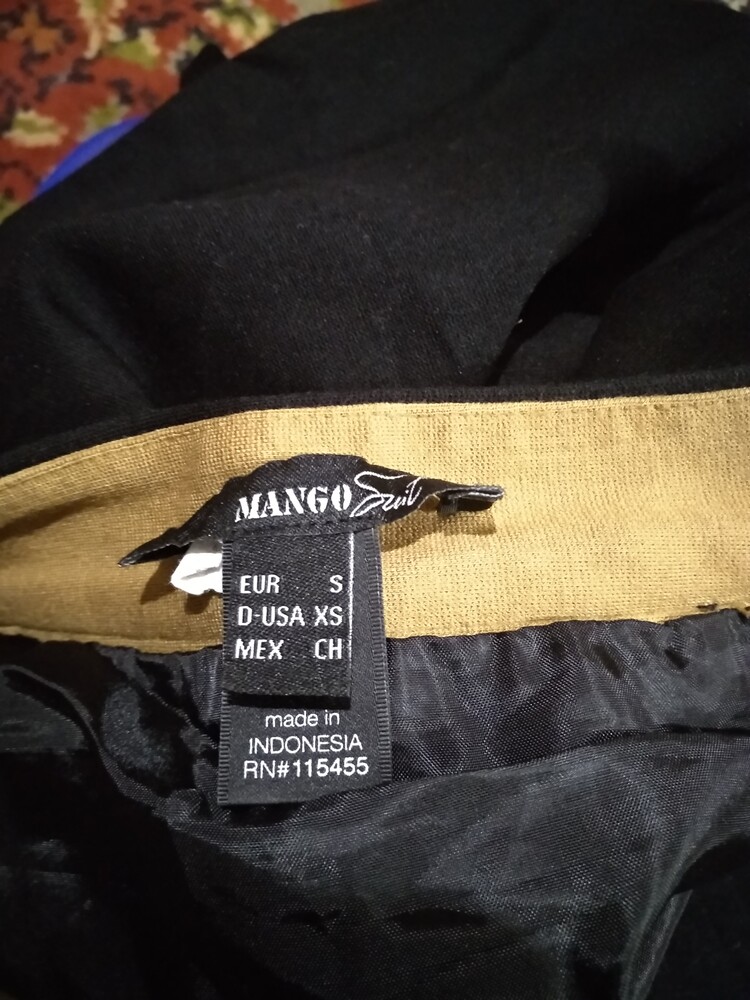 MANGO Suit
EUR S
D-USA XS
MEX CH
made in
INDONESIA
RN#115455